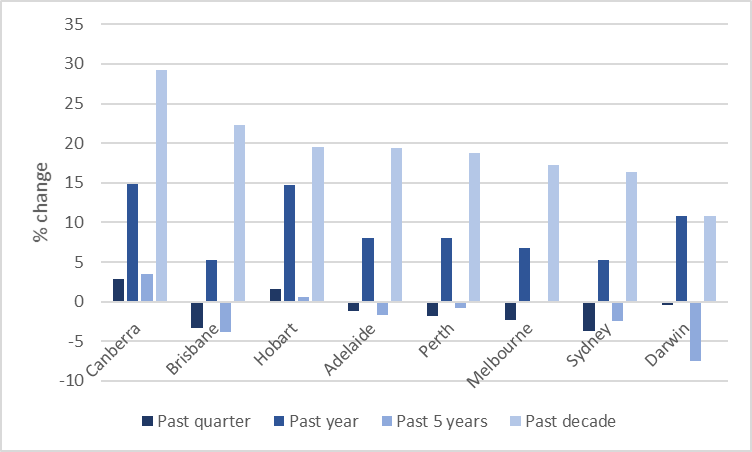 35
30
25
20
15
10
5
0
-5
-10
% change
Canberra
Brisbane
Hobart
Adelaide
Perth
Melbourne
Sydney
Darwin
Past quarter Past year Past 5 years Past decade